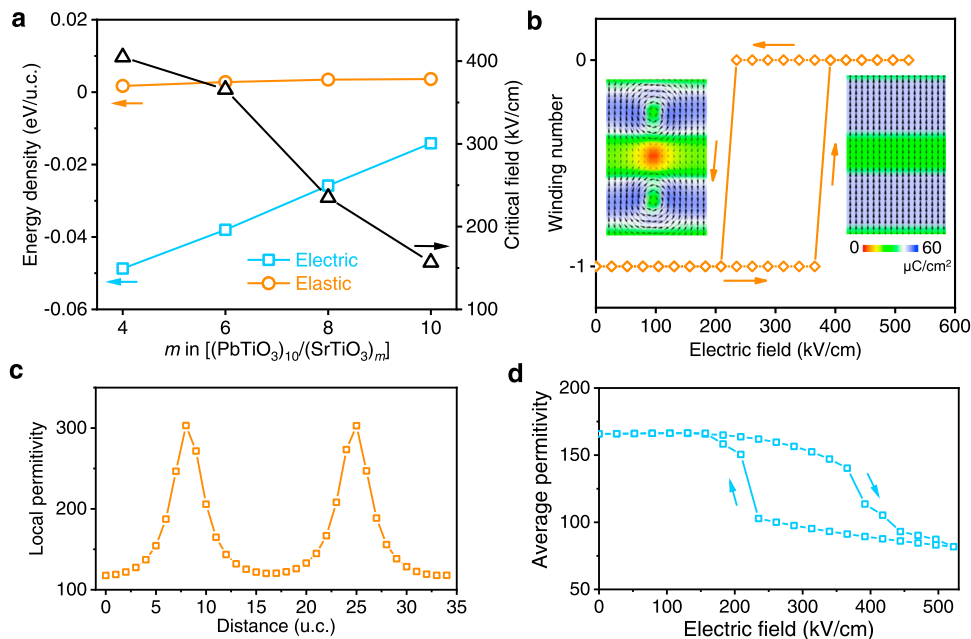 a
0.02
0
-0.02
-0.04
-0.06
Energy density (eV/u.c.)
400
300
200
100
Critical field (kV/cm)
Electric
Elastic
4 6 8 10
m in [(PbTiO3)10/(SrTiO3)m]
b
0
-1
Winding number
0 60
μC/cm2
0 100 200 300 400 500 600
Electric field (kV/cm)
c
300
200
100
Local permitivity
0 5 10 15 20 25 30 35
Distance (u.c.)
d
200
150
100
50
Average permitivity
0 100 200 300 400 500
Electric field (kV/cm)